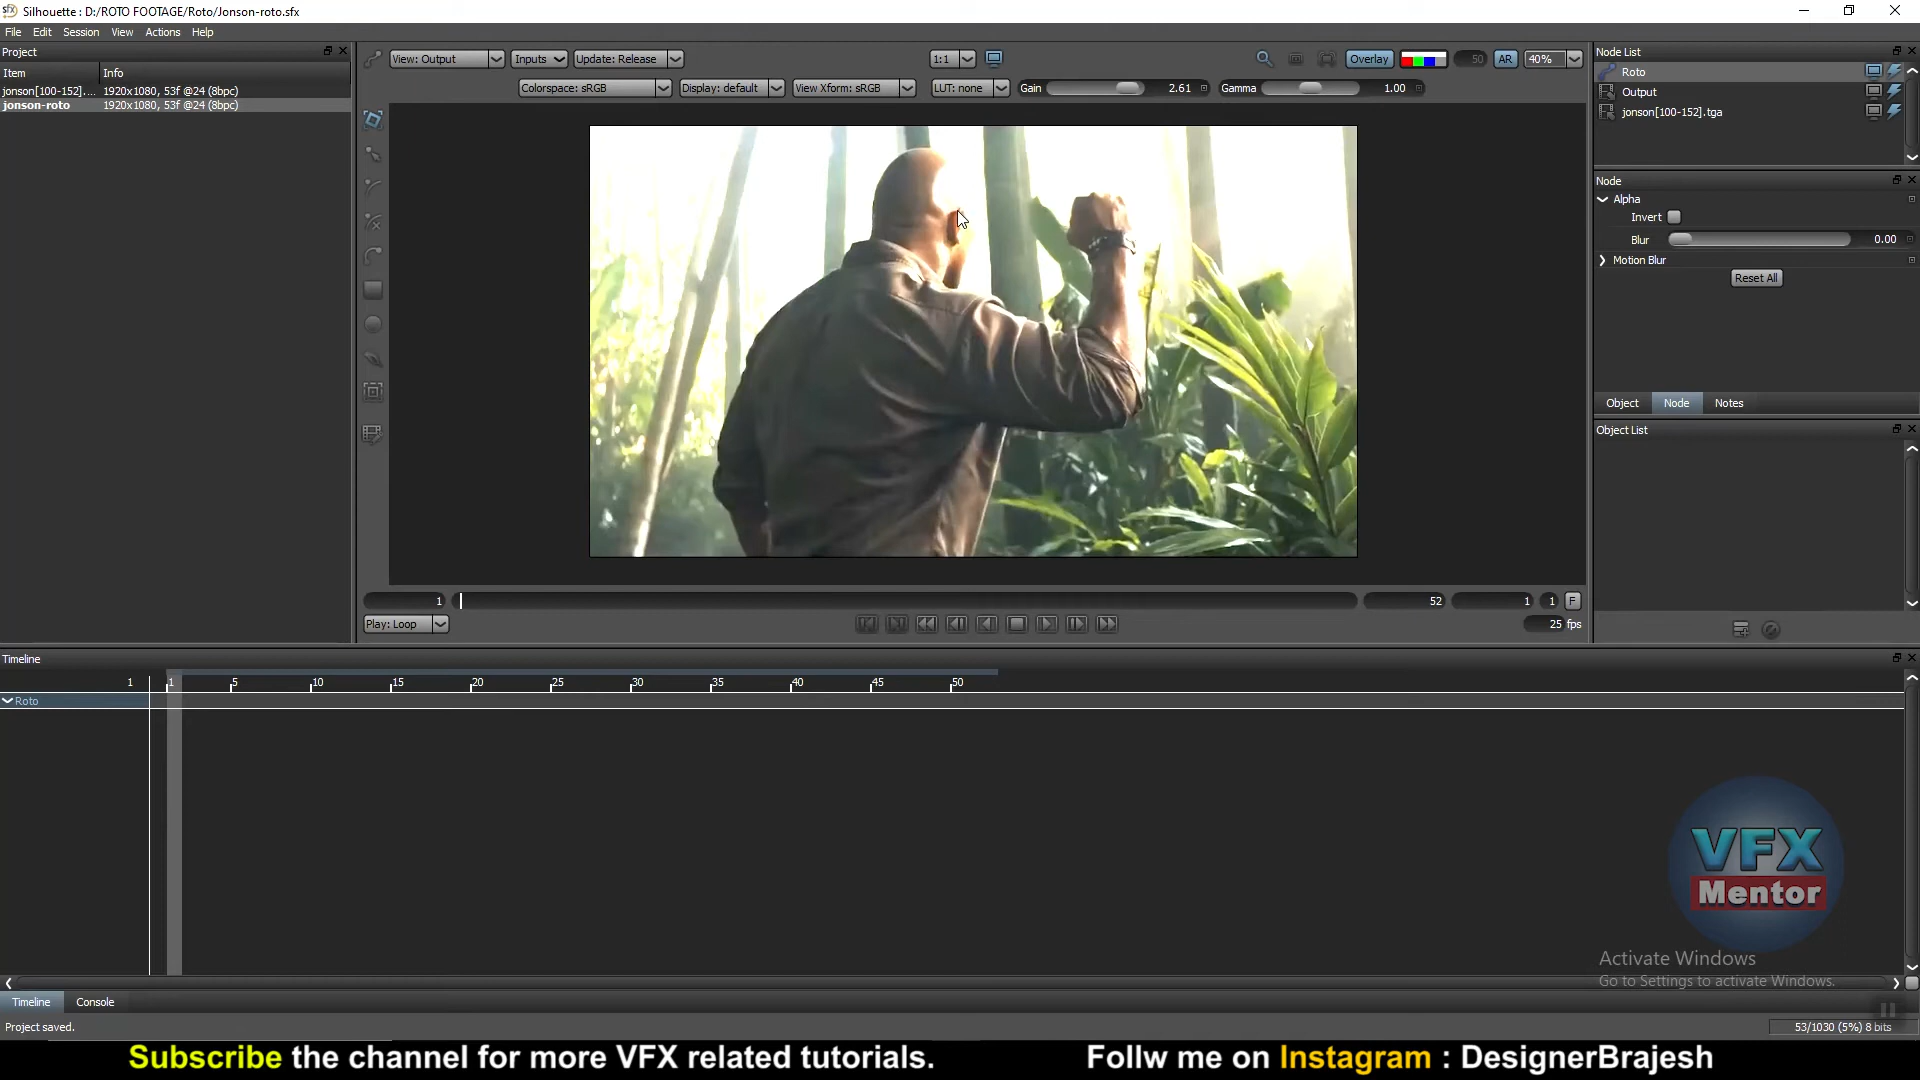 Silhouette : D:/ROTO FOOTAGE/Roto/Jonson-roto.sfx
File Edit Session View Actions Help
Project
Item Info
jonson[100-152].... 1920x1080, 53f @24 (8bpc)
jonson-roto 1920x1080, 53f @24 (8bpc)
View: Output Inputs Update: Release 1:1 Overlay 50 AR 40%
Colorspace: sRGB Display: default View Xform: sRGB LUT: none Gain 2.61 Gamma 1.00
Node List
Roto
Output
jonson[100-152].tga
Node
Alpha
Invert
Blur 0.00
Motion Blur
Reset All
Object Node Notes
Object List
1 52 1 1 F
Play: Loop 25 fps
Timeline
1 1 5 10 15 20 25 30 35 40 45 50
Roto
VFX
Mentor
Activate Windows
Go to Settings to activate Windows.
Timeline Console
Project saved. 53/1030 (5%) 8 bits
Subscribe the channel for more VFX related tutorials. Follw me on Instagram : DesignerBrajesh